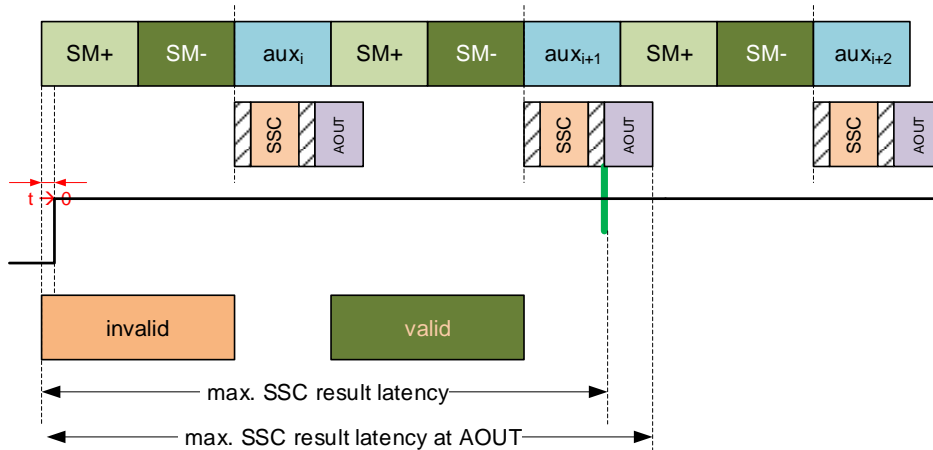 SM+ SM- auxᵢ SM+ SM- auxᵢ₊₁ SM+ SM- auxᵢ₊₂
SSC AOUT SSC AOUT SSC AOUT
t → 0
invalid valid
max. SSC result latency
max. SSC result latency at AOUT